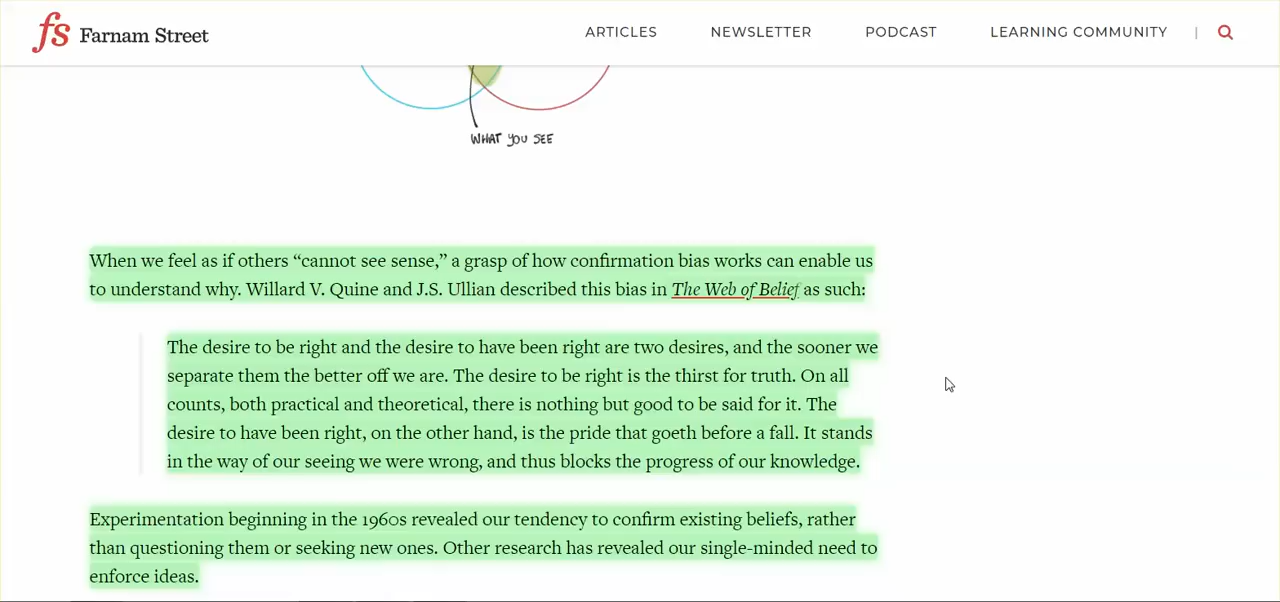 fs Farnam Street
ARTICLES NEWSLETTER PODCAST LEARNING COMMUNITY |
WHAT YOU SEE
When we feel as if others “cannot see sense,” a grasp of how confirmation bias works can enable us
to understand why. Willard V. Quine and J.S. Ullian described this bias in The Web of Belief as such:
The desire to be right and the desire to have been right are two desires, and the sooner we
separate them the better off we are. The desire to be right is the thirst for truth. On all
counts, both practical and theoretical, there is nothing but good to be said for it. The
desire to have been right, on the other hand, is the pride that goeth before a fall. It stands
in the way of our seeing we were wrong, and thus blocks the progress of our knowledge.
Experimentation beginning in the 1960s revealed our tendency to confirm existing beliefs, rather
than questioning them or seeking new ones. Other research has revealed our single-minded need to
enforce ideas.